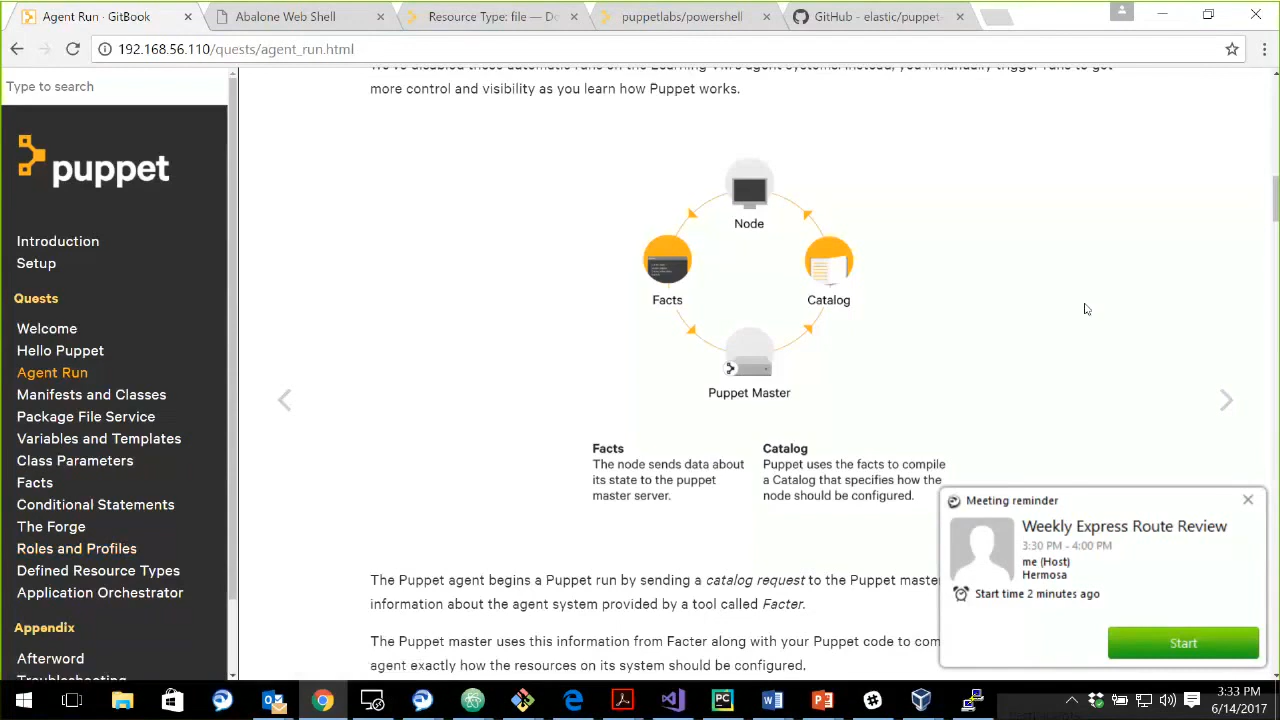 Agent Run - GitBook
Abalone Web Shell
Resource Type: file — Do
puppetlabs/powershell
GitHub - elastic/puppet-
192.168.56.110/quests/agent_run.html
Type to search
puppet
Introduction
Setup
Quests
Welcome
Hello Puppet
Agent Run
Manifests and Classes
Package File Service
Variables and Templates
Class Parameters
Facts
Conditional Statements
The Forge
Roles and Profiles
Defined Resource Types
Application Orchestrator
Appendix
Afterword
Troubleshooting
more control and visibility as you learn how Puppet works.
Node
Facts
Catalog
Puppet Master
Facts
The node sends data about
its state to the puppet
master server.
Catalog
Puppet uses the facts to compile
a Catalog that specifies how the
node should be configured.
The Puppet agent begins a Puppet run by sending a catalog request to the Puppet master
information about the agent system provided by a tool called Facter.
The Puppet master uses this information from Facter along with your Puppet code to com
agent exactly how the resources on its system should be configured.
Meeting reminder
Weekly Express Route Review
3:30 PM - 4:00 PM
me (Host)
Hermosa
Start time 2 minutes ago
Start
3:33 PM
6/14/2017